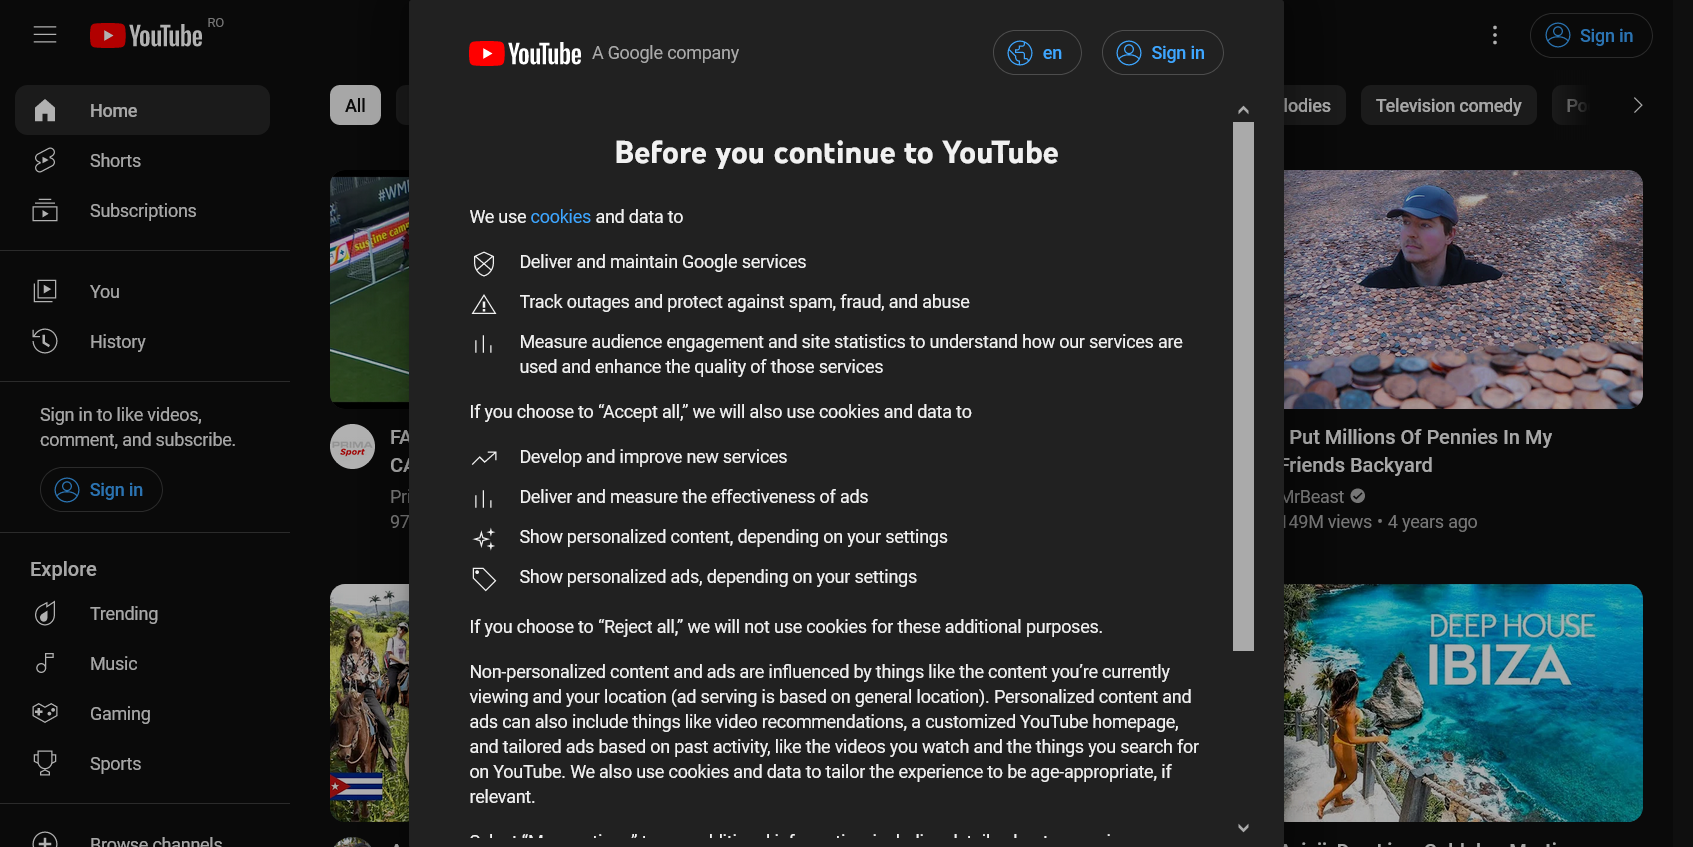 YouTube RO
Sign in
Home
Shorts
Subscriptions
You
History
Sign in to like videos,
comment, and subscribe.
Sign in
Explore
Trending
Music
Gaming
Sports
Browse channels
All
Television comedy
#WM
PRIMA
Sport
FA
CA
Pri
97
YouTube A Google company
en
Sign in
Before you continue to YouTube
We use cookies and data to
Deliver and maintain Google services
Track outages and protect against spam, fraud, and abuse
Measure audience engagement and site statistics to understand how our services are
used and enhance the quality of those services
If you choose to “Accept all,” we will also use cookies and data to
Develop and improve new services
Deliver and measure the effectiveness of ads
Show personalized content, depending on your settings
Show personalized ads, depending on your settings
If you choose to “Reject all,” we will not use cookies for these additional purposes.
Non-personalized content and ads are influenced by things like the content you’re currently
viewing and your location (ad serving is based on general location). Personalized content and
ads can also include things like video recommendations, a customized YouTube homepage,
and tailored ads based on past activity, like the videos you watch and the things you search for
on YouTube. We also use cookies and data to tailor the experience to be age-appropriate, if
relevant.
Put Millions Of Pennies In My
Friends Backyard
MrBeast
149M views • 4 years ago
DEEP HOUSE
IBIZA